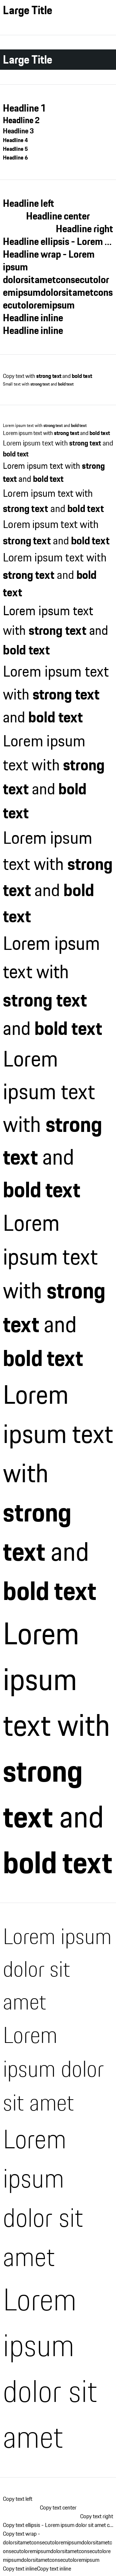 Large Title
Large Title
Headline 1
Headline 2
Headline 3
Headline 4
Headline 5
Headline 6
Headline left
Headline center
Headline right
Headline ellipsis - Lorem ...
Headline wrap - Lorem
ipsum
dolorsitametconsecutolor
emipsumdolorsitametcons
ecutoloremipsum
Headline inline
Headline inline
Copy text with strong text and bold text
Small text with strong text and bold text
Lorem ipsum text with strong text and bold text
Lorem ipsum text with strong text and bold text
Lorem ipsum text with strong text and
bold text
Lorem ipsum text with strong
text and bold text
Lorem ipsum text with
strong text and bold text
Lorem ipsum text with
strong text and bold text
Lorem ipsum text with
strong text and bold
text
Lorem ipsum text
with strong text and
bold text
Lorem ipsum text
with strong text
and bold text
Lorem ipsum
text with strong
text and bold
text
Lorem ipsum
text with strong
text and bold
text
Lorem ipsum
text with
strong text
and bold text
Lorem
ipsum text
with strong
text and
bold text
Lorem
ipsum text
with strong
text and
bold text
Lorem
ipsum text
with
strong
text and
bold text
Lorem
ipsum
text with
strong
text and
bold text
Lorem ipsum
dolor sit
amet
Lorem
ipsum dolor
sit amet
Lorem
ipsum
dolor sit
amet
Lorem
ipsum
dolor sit
amet
Copy text left
Copy text center
Copy text right
Copy text ellipsis - Lorem ipsum dolor sit amet c...
Copy text wrap -
dolorsitametconsecutoloremipsumdolorsitametc
onsecutoloremipsumdolorsitametconsecutolore
mipsumdolorsitametconsecutoloremipsum
Copy text inlineCopy text inline